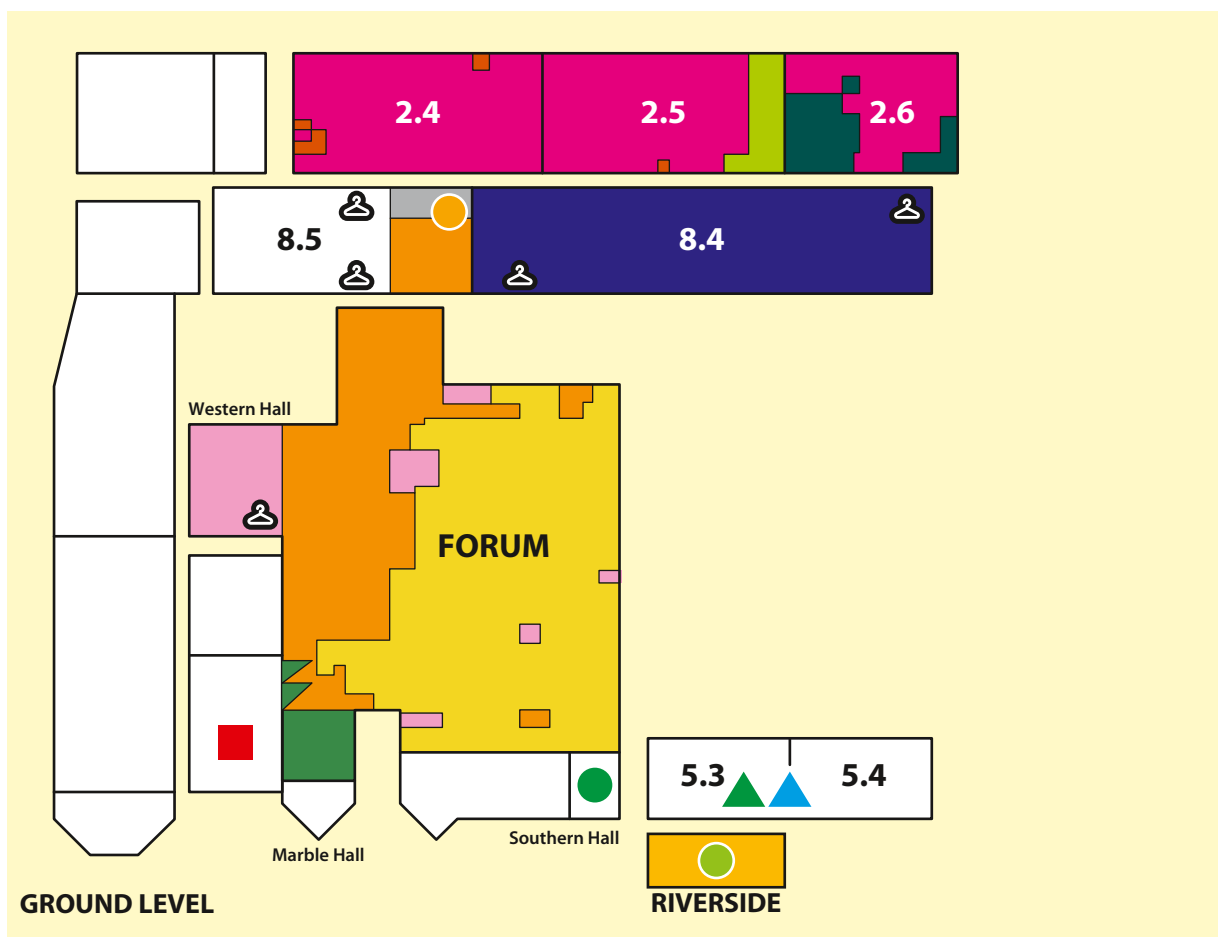 2.4
2.5
2.6
8.5
8.4
Western Hall
FORUM
5.3
5.4
Southern Hall
Marble Hall
GROUND LEVEL
RIVERSIDE